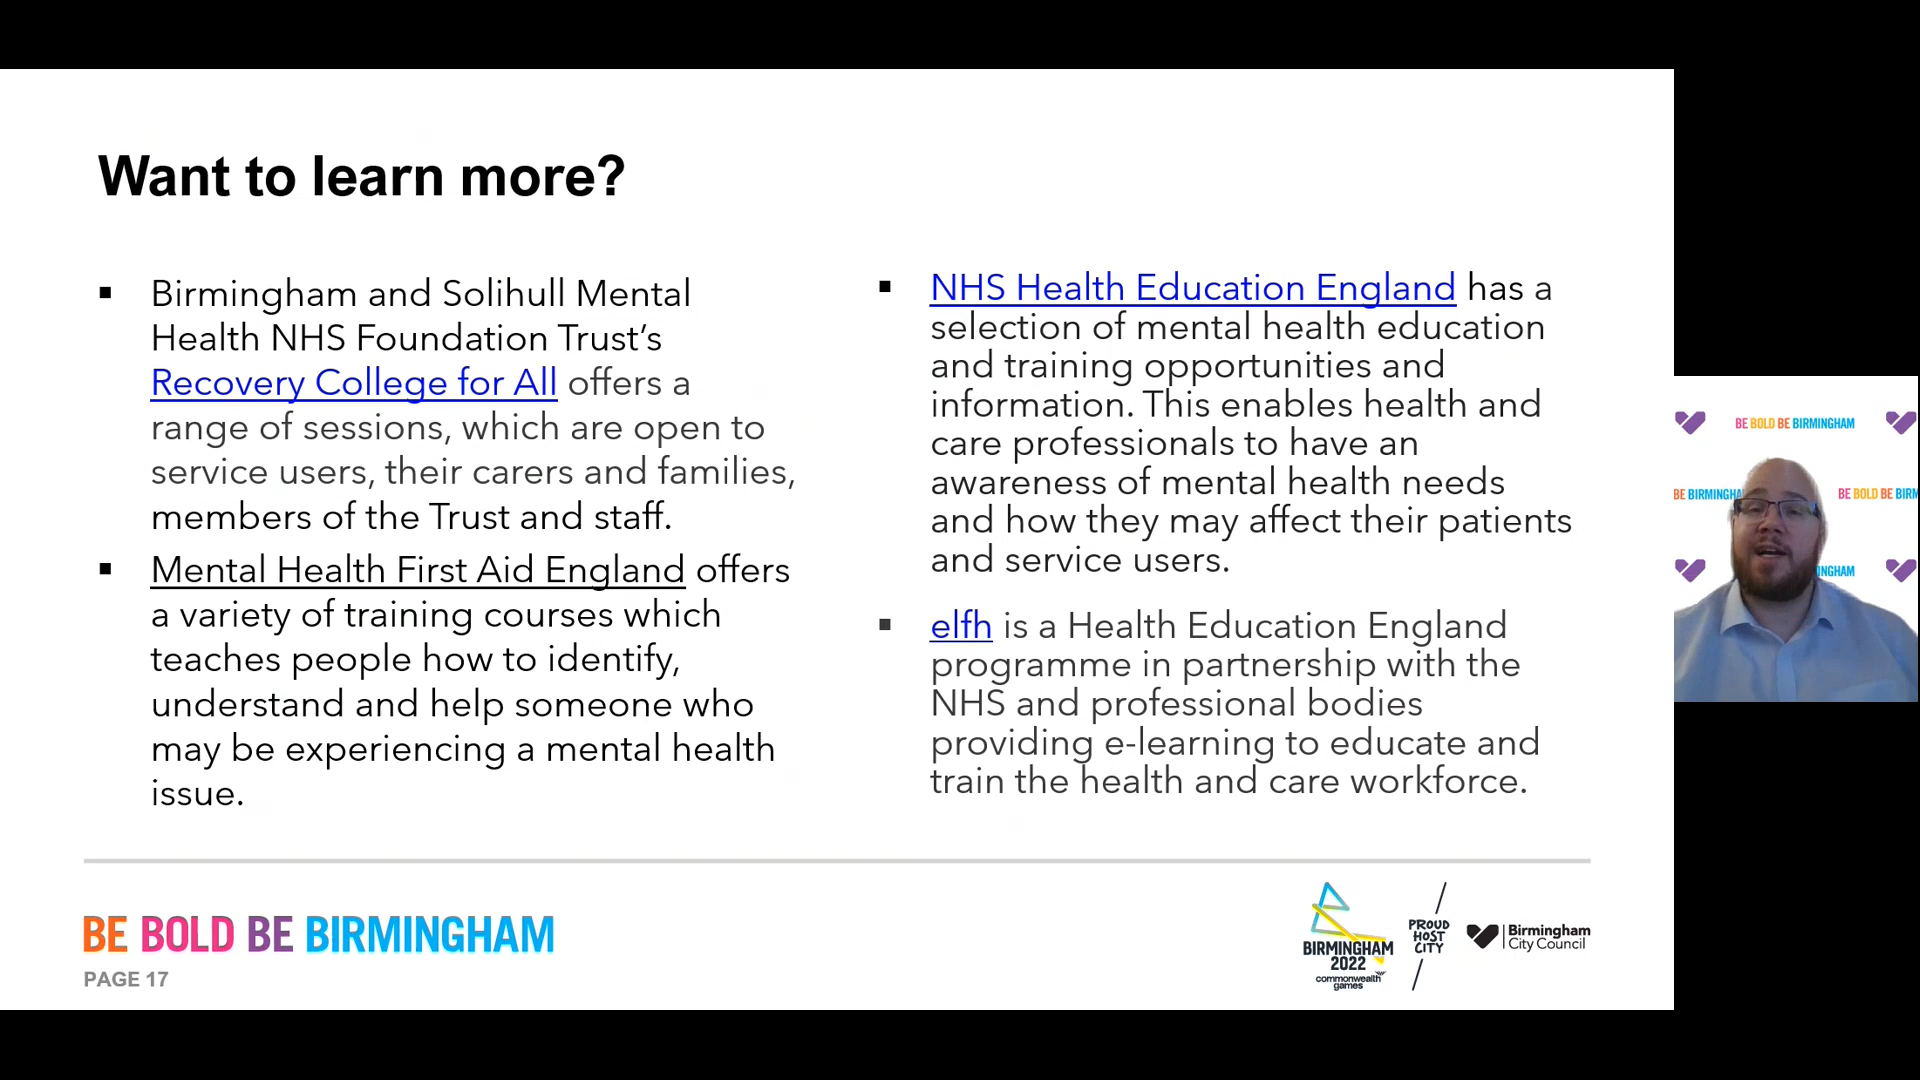 Want to learn more?
Birmingham and Solihull Mental
Health NHS Foundation Trust’s
Recovery College for All offers a
range of sessions, which are open to
service users, their carers and families,
members of the Trust and staff.
Mental Health First Aid England offers
a variety of training courses which
teaches people how to identify,
understand and help someone who
may be experiencing a mental health
issue.
NHS Health Education England has a
selection of mental health education
and training opportunities and
information. This enables health and
care professionals to have an
awareness of mental health needs
and how they may affect their patients
and service users.
elfh is a Health Education England
programme in partnership with the
NHS and professional bodies
providing e-learning to educate and
train the health and care workforce.
BE BOLD BE BIRMINGHAM
PAGE 17
BIRMINGHAM
2022
commonwealth
games
PROUD
HOST
CITY
Birmingham
City Council
BE BOLD BE BIRMINGHAM
BE BIRMINGHA
BE BOLD BE BIRM
INGHAM